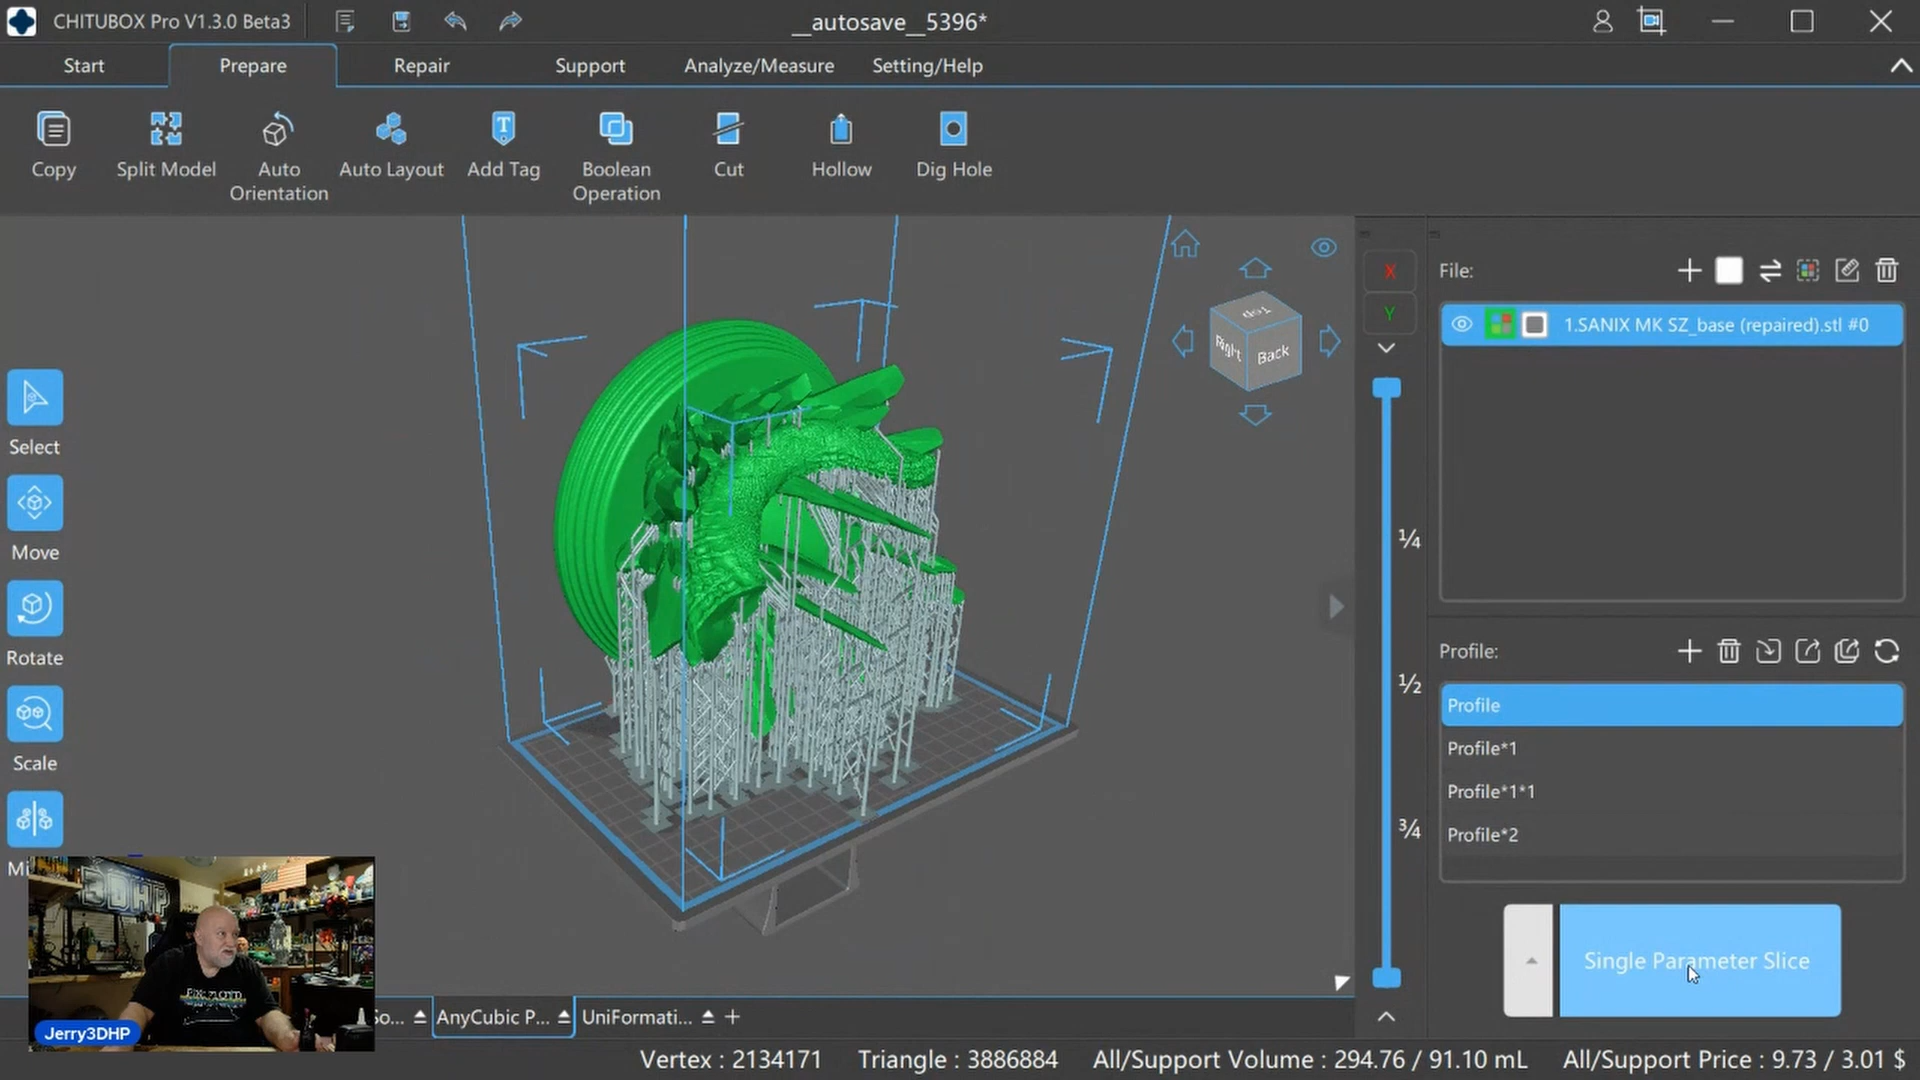 CHITUBOX Pro V1.3.0 Beta3
__autosave__5396*
Start
Prepare
Repair
Support
Analyze/Measure
Setting/Help
Copy
Split Model
Auto Orientation
Auto Layout
Add Tag
Boolean Operation
Cut
Hollow
Dig Hole
Select
Move
Rotate
Scale
Mi
Top
Right
Back
X
Y
1/4
1/2
3/4
File:
1.SANIX MK SZ_base (repaired).stl #0
Profile:
Profile
Profile*1
Profile*1*1
Profile*2
Single Parameter Slice
3DHP
Jerry3DHP
So...
AnyCubic P...
UniFormati...
Vertex : 2134171
Triangle : 3886884
All/Support Volume : 294.76 / 91.10 mL
All/Support Price : 9.73 / 3.01 $